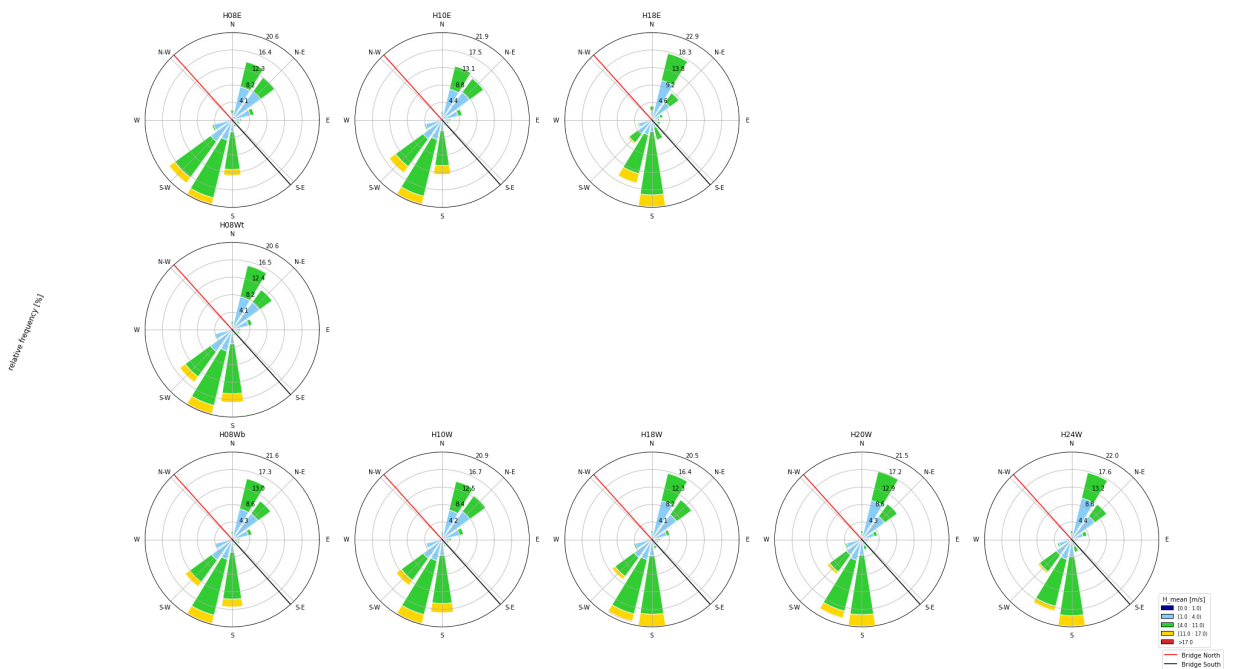 H08E
N
20.6
16.4
12.3
8.2
4.1
N-E
E
S-E
S
S-W
W
N-W
H10E
N
21.9
17.5
13.1
8.8
4.4
N-E
E
S-E
S
S-W
W
N-W
H18E
N
22.9
18.3
13.8
9.2
4.6
N-E
E
S-E
S
S-W
W
N-W
relative frequency [%]
H08Wt
N
20.6
16.5
12.4
8.2
4.1
N-E
E
S-E
S
S-W
W
N-W
H08Wb
N
21.6
17.3
13.0
8.6
4.3
N-E
E
S-E
S
S-W
W
N-W
H10W
N
20.9
16.7
12.5
8.4
4.2
N-E
E
S-E
S
S-W
W
N-W
H18W
N
20.5
16.4
12.3
8.2
4.1
N-E
E
S-E
S
S-W
W
N-W
H20W
N
21.5
17.2
12.9
8.6
4.3
N-E
E
S-E
S
S-W
W
N-W
H24W
N
22.0
17.6
13.2
8.8
4.4
N-E
E
S-E
S
S-W
W
N-W
H_mean [m/s]
[0.0 : 1.0)
[1.0 : 4.0)
[4.0 : 11.0)
[11.0 : 17.0)
>17.0
Bridge North
Bridge South